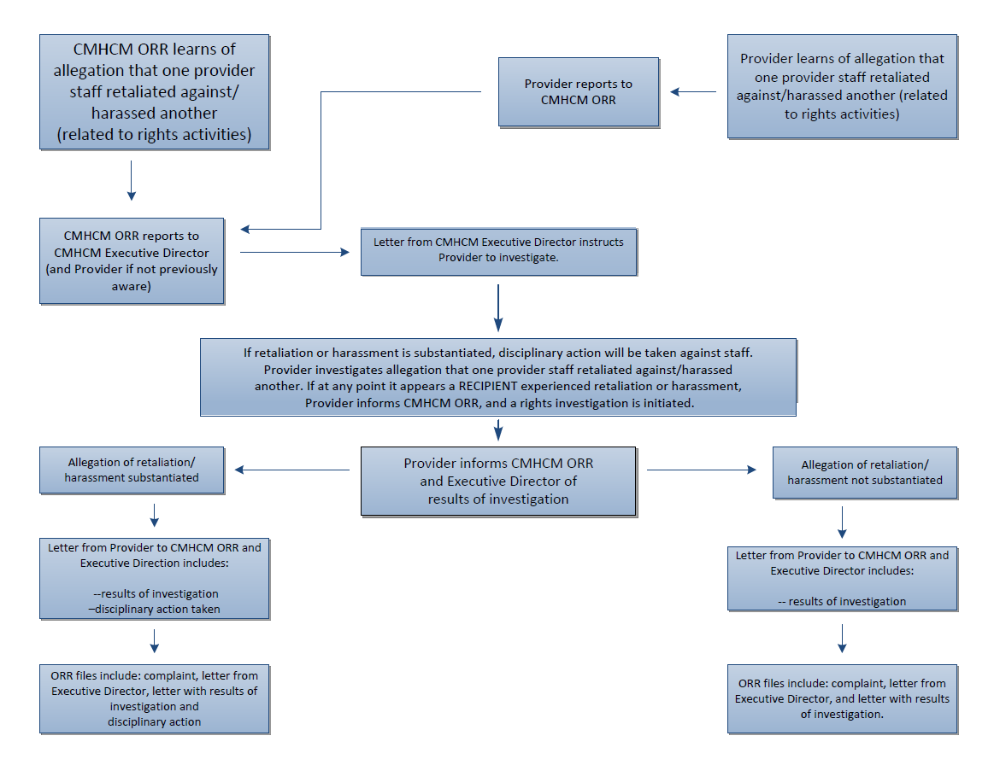 CMHCM ORR learns of
allegation that one provider
staff retaliated against/
harassed another
(related to rights activities)
Provider reports to
CMHCM ORR
Provider learns of allegation that
one provider staff retaliated
against/harassed another (related
to rights activities)
CMHCM ORR reports to
CMHCM Executive Director
(and Provider if not previously
aware)
Letter from CMHCM Executive Director instructs
Provider to investigate.
If retaliation or harassment is substantiated, disciplinary action will be taken against staff.
Provider investigates allegation that one provider staff retaliated against/harassed
another. If at any point it appears a RECIPIENT experienced retaliation or harassment,
Provider informs CMHCM ORR, and a rights investigation is initiated.
Allegation of retaliation/
harassment substantiated
Provider informs CMHCM ORR
and Executive Director of
results of investigation
Allegation of retaliation/
harassment not substantiated
Letter from Provider to CMHCM ORR and
Executive Direction includes:
--results of investigation
–disciplinary action taken
Letter from Provider to CMHCM ORR and
Executive Director includes:
-- results of investigation
ORR files include: complaint, letter from
Executive Director, letter with results of
investigation and
disciplinary action
ORR files include: complaint, letter from
Executive Director, and letter with results
of investigation.